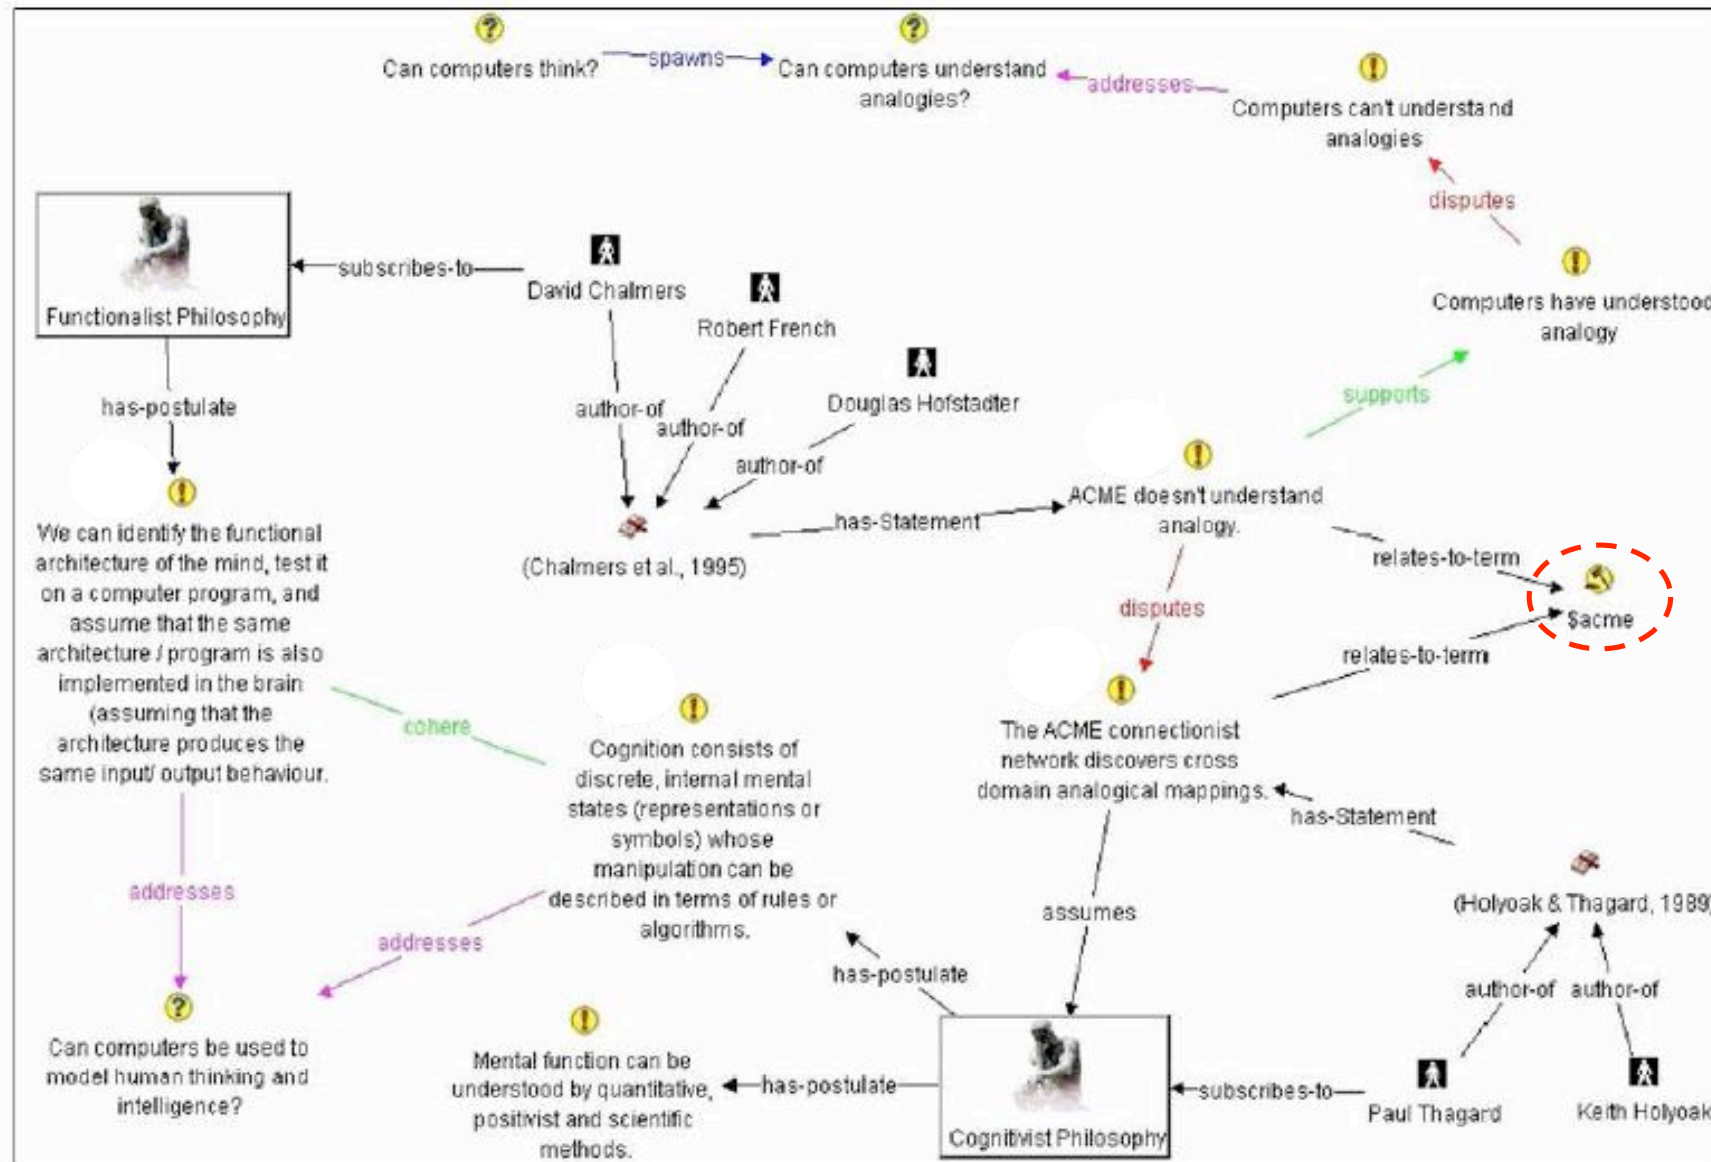 Can computers think?
spawns
Can computers understand
analogies?
addresses
Computers can't understand
analogies
disputes
Computers have understood
analogy
supports
Functionalist Philosophy
subscribes-to
David Chalmers
Robert French
Douglas Hofstadter
has-postulate
author-of
author-of
author-of
(Chalmers et al., 1995)
has-Statement
ACME doesn't understand
analogy.
relates-to-term
$acme
relates-to-term
disputes
We can identify the functional
architecture of the mind, test it
on a computer program, and
assume that the same
architecture / program is also
implemented in the brain
(assuming that the
architecture produces the
same input/ output behaviour.
cohere
Cognition consists of
discrete, internal mental
states (representations or
symbols) whose
manipulation can be
described in terms of rules or
algorithms.
The ACME connectionist
network discovers cross
domain analogical mappings.
has-Statement
(Holyoak & Thagard, 1989)
addresses
addresses
assumes
has-postulate
author-of
author-of
Can computers be used to
model human thinking and
intelligence?
Mental function can be
understood by quantitative,
positivist and scientific
methods.
has-postulate
Cognitivist Philosophy
subscribes-to
Paul Thagard
Keith Holyoak